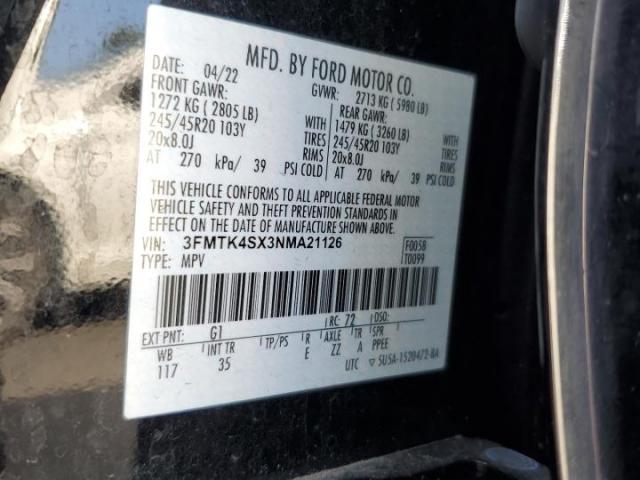 MFD. BY FORD MOTOR CO.
04/22 GVWR: 2713 KG ( 5980 LB)
FRONT GAWR: REAR GAWR:
1272 KG ( 2805 LB) WITH 1479 KG ( 3260 LB) WITH
245/45R20 103Y TIRES 245/45R20 103Y TIRES
20x8.0J RIMS 20x8.0J RIMS
AT 270 kPa/ 39 PSI COLD AT 270 kPa/ 39 PSI COLD
THIS VEHICLE CONFORMS TO ALL APPLICABLE FEDERAL MOTOR
VEHICLE SAFETY AND THEFT PREVENTION STANDARDS IN
EFFECT ON THE DATE OF MANUFACTURE SHOWN ABOVE.
VIN: 3FMTK4SX3NMA21126 F0058
TYPE: MPV T0099
RC: 72 DSO:
EXT PNT: G1
WB INT TR TP/PS R AXLE TR SPR
117 35 E ZZ A PPEE
UTC 5U5A-1520472-BA